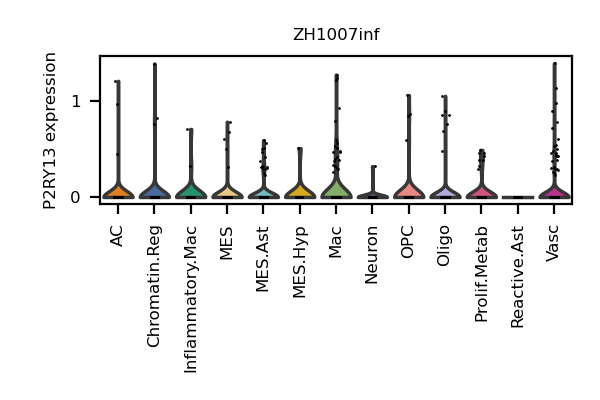 ZH1007inf
P2RY13 expression
1
0
AC
Chromatin.Reg
Inflammatory.Mac
MES
MES.Ast
MES.Hyp
Mac
Neuron
OPC
Oligo
Prolif.Metab
Reactive.Ast
Vasc